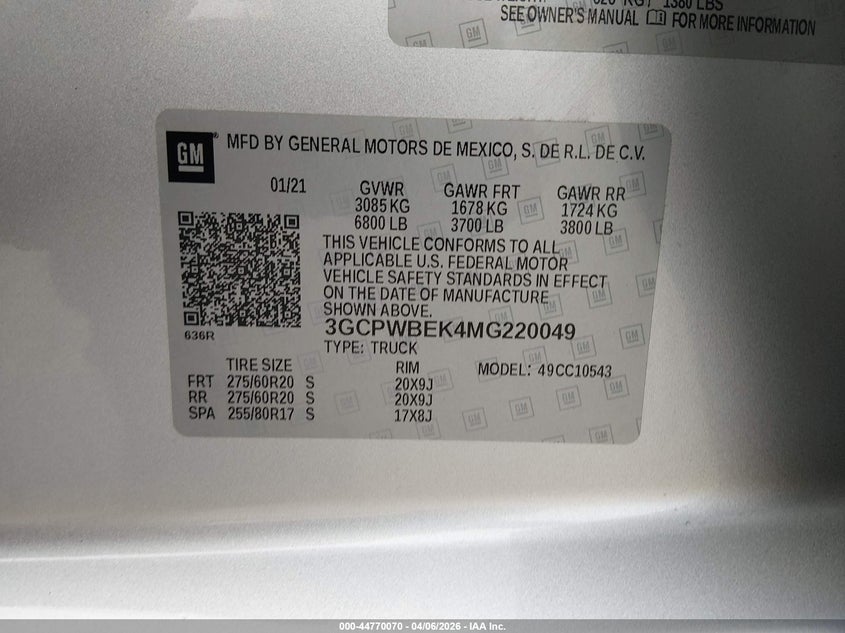 KG / 1380 LBS
SEE OWNER'S MANUAL FOR MORE INFORMATION
GM
MFD BY GENERAL MOTORS DE MEXICO, S. DE R.L. DE C.V.
01/21 GVWR GAWR FRT GAWR RR
3085 KG 1678 KG 1724 KG
6800 LB 3700 LB 3800 LB
THIS VEHICLE CONFORMS TO ALL
APPLICABLE U.S. FEDERAL MOTOR
VEHICLE SAFETY STANDARDS IN EFFECT
ON THE DATE OF MANUFACTURE
SHOWN ABOVE.
636R
3GCPWBEK4MG220049
TYPE: TRUCK
TIRE SIZE RIM MODEL: 49CC10543
FRT 275/60R20 S 20X9J
RR 275/60R20 S 20X9J
SPA 255/80R17 S 17X8J
000-44770070 - 04/06/2026 - IAA Inc.